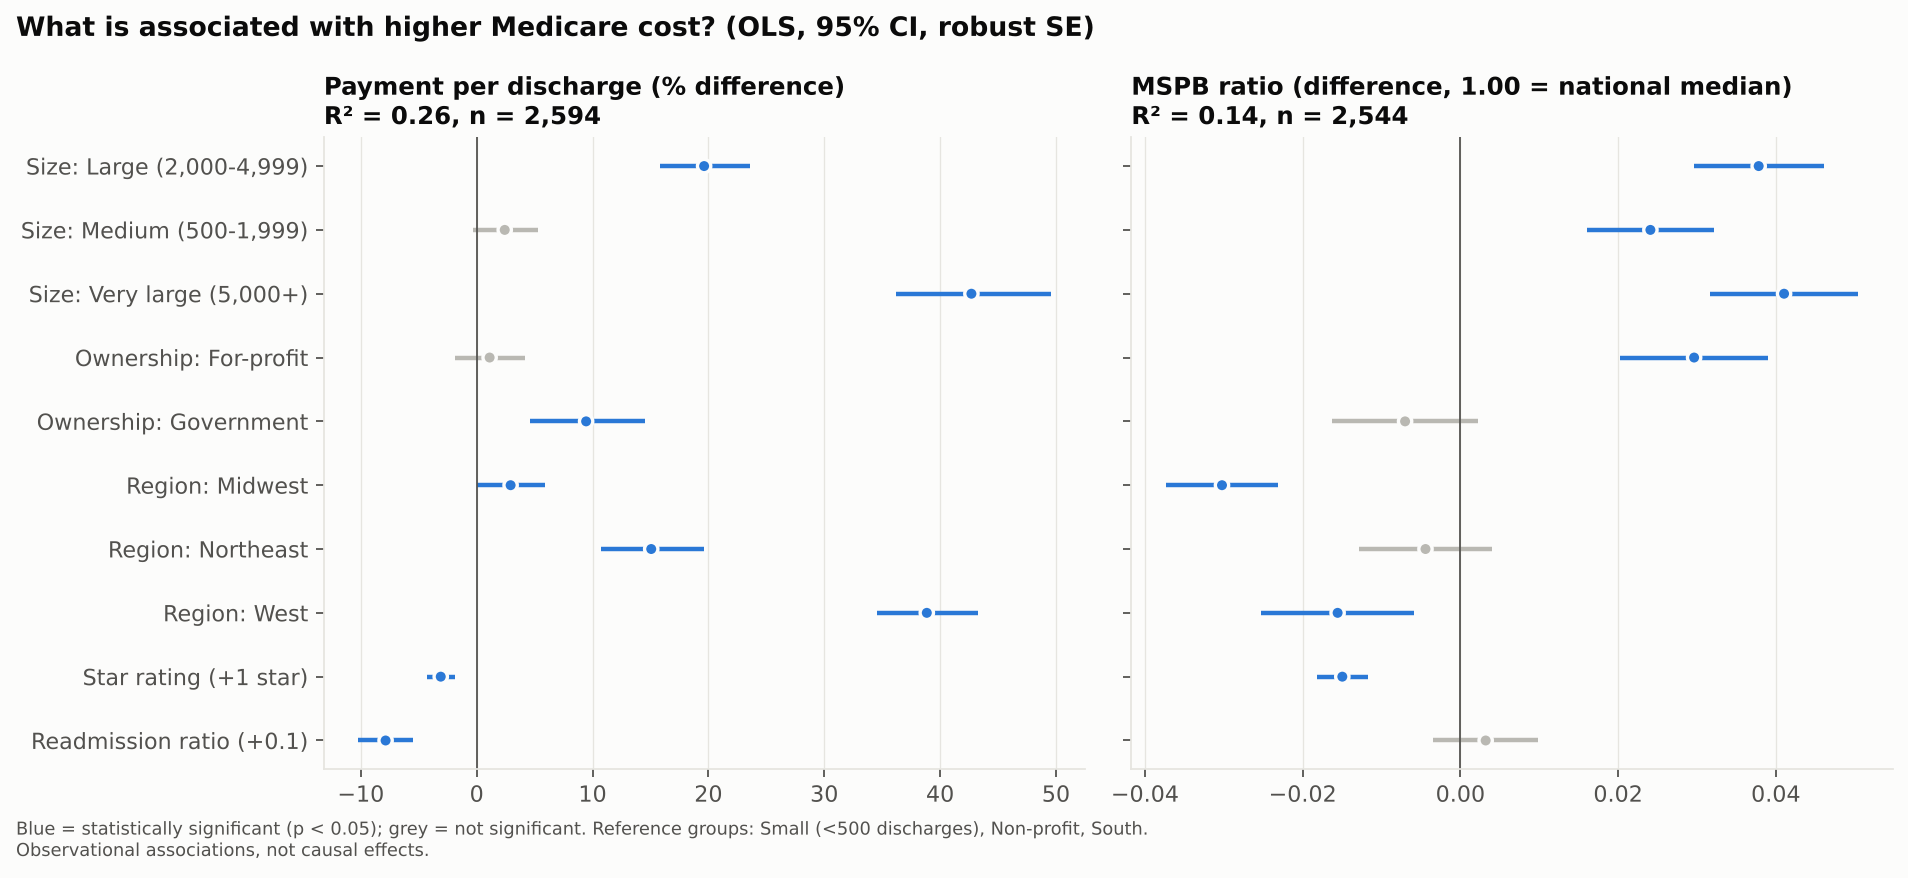 What is associated with higher Medicare cost? (OLS, 95% CI, robust SE)
Payment per discharge (% difference)
R² = 0.26, n = 2,594
MSPB ratio (difference, 1.00 = national median)
R² = 0.14, n = 2,544
Size: Large (2,000-4,999)
Size: Medium (500-1,999)
Size: Very large (5,000+)
Ownership: For-profit
Ownership: Government
Region: Midwest
Region: Northeast
Region: West
Star rating (+1 star)
Readmission ratio (+0.1)
−10 0 10 20 30 40 50
−0.04 −0.02 0.00 0.02 0.04
Blue = statistically significant (p < 0.05); grey = not significant. Reference groups: Small (<500 discharges), Non-profit, South.
Observational associations, not causal effects.